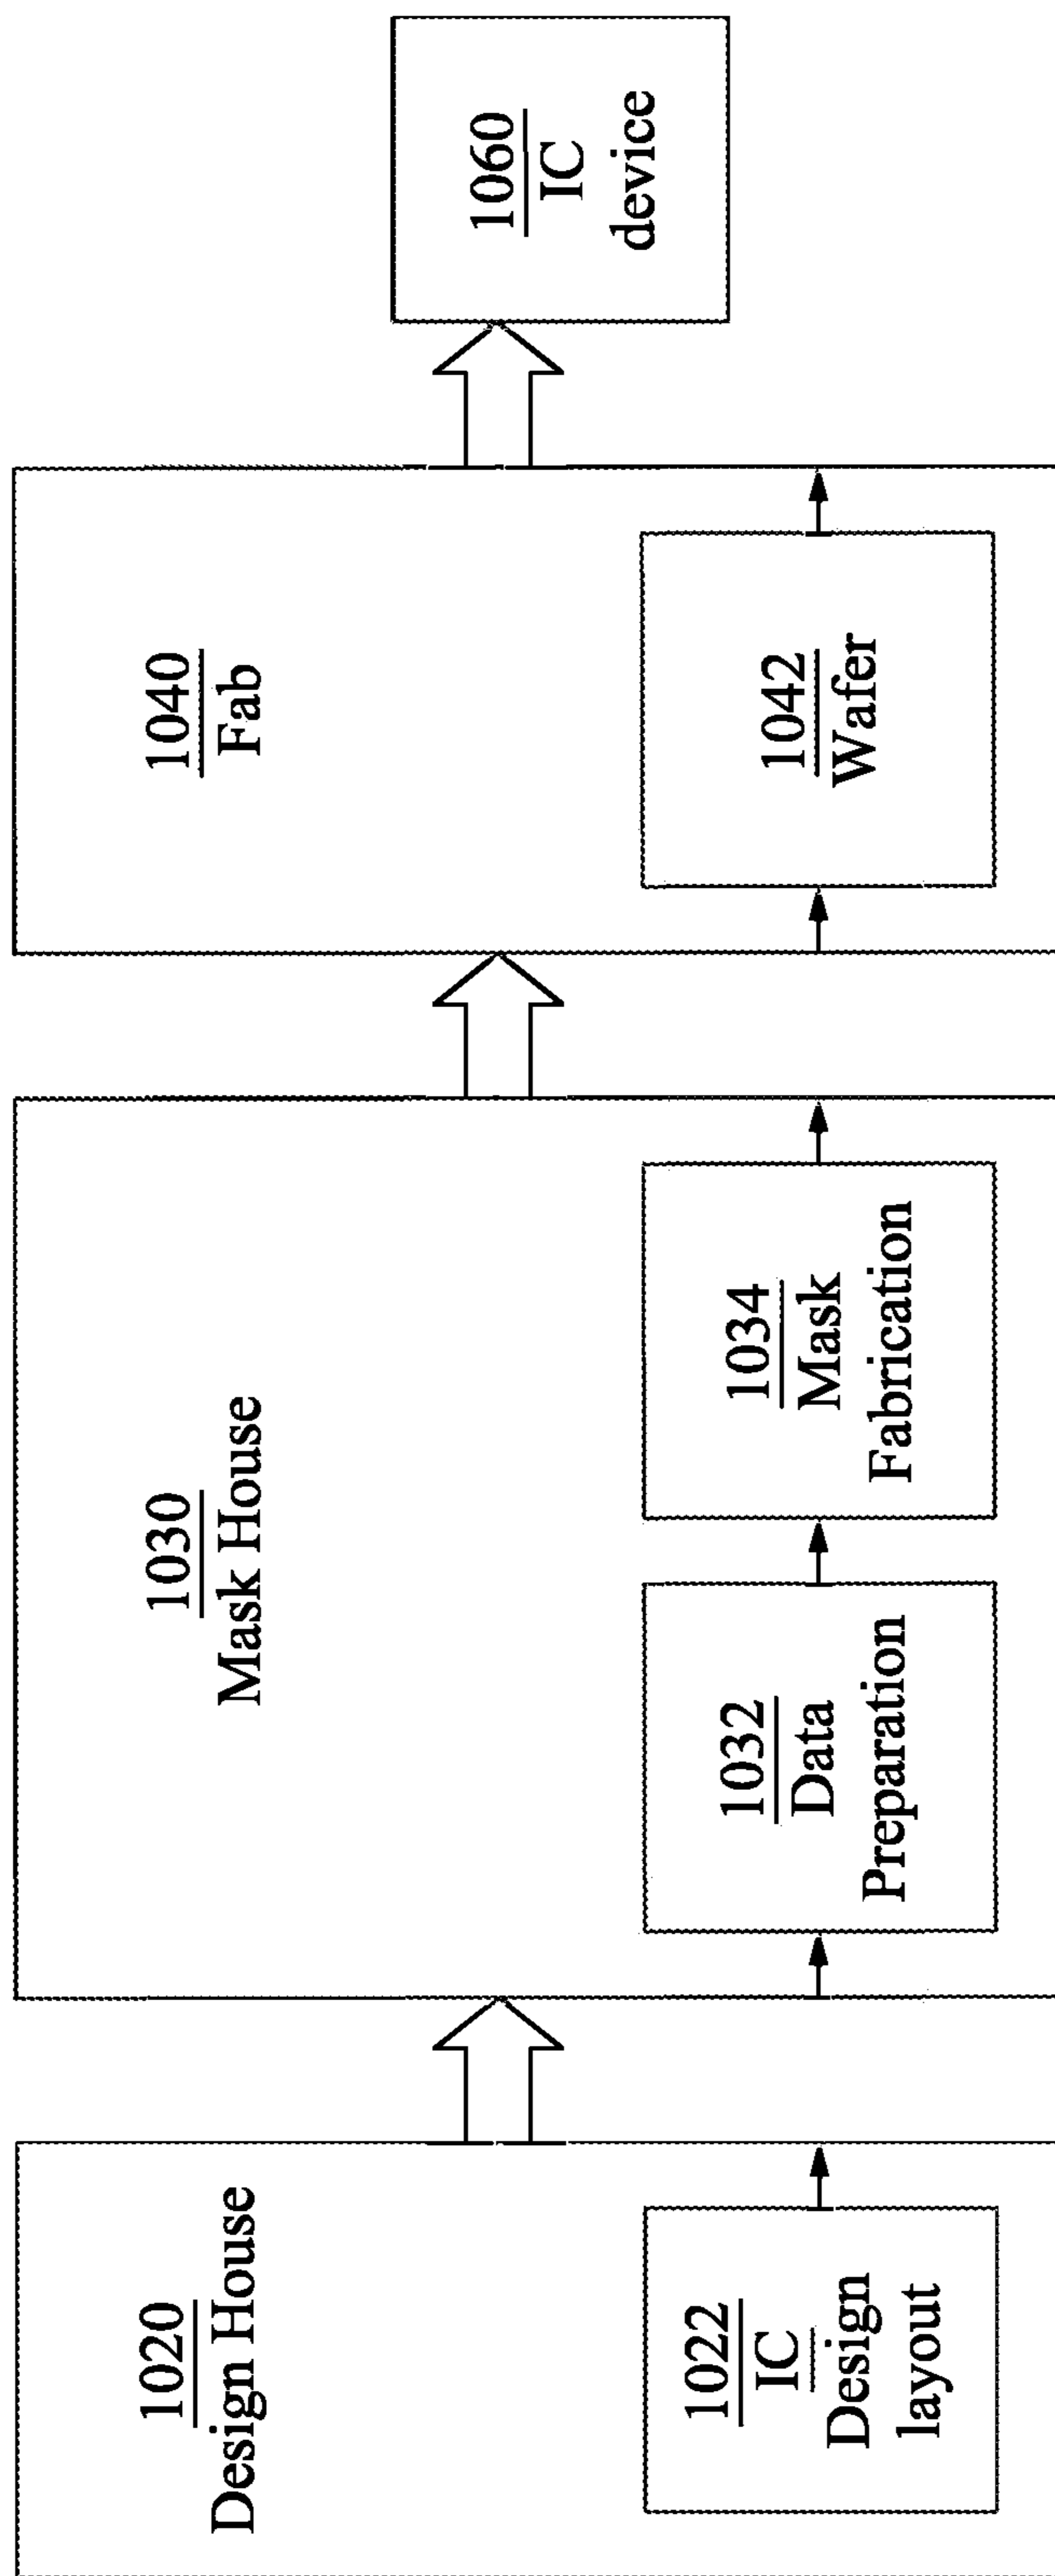 1020
Design House
1022
IC
Design
layout
1030
Mask House
1032
Data
Preparation
1034
Mask
Fabrication
1040
Fab
1042
Wafer
1060
IC
device